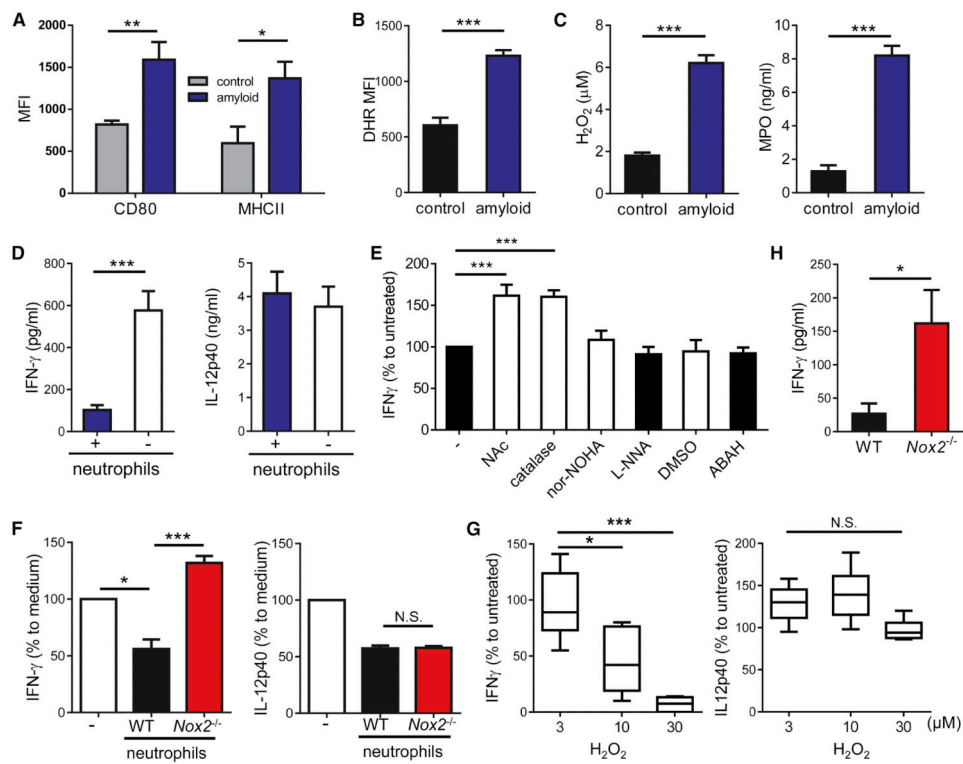 A
**
*
2000
1500
1000
500
0
MFI
control
amyloid
CD80
MHCII
B
***
1500
1000
500
0
DHR MFI
control
amyloid
C
***
8
6
4
2
0
H₂O₂ (μM)
control
amyloid
***
10
8
6
4
2
0
MPO (ng/ml)
control
amyloid
D
***
800
600
400
200
0
IFN-γ (pg/ml)
+
-
neutrophils
5
4
3
2
1
0
IL-12p40 (ng/ml)
+
-
neutrophils
E
***
***
200
150
100
50
0
IFNγ (% to untreated)
-
NAc
catalase
nor-NOHA
L-NNA
DMSO
ABAH
H
*
250
200
150
100
50
0
IFN-γ (pg/ml)
WT
Nox2⁻/⁻
F
***
*
150
100
50
0
IFN-γ (% to medium)
-
WT
Nox2⁻/⁻
neutrophils
N.S.
150
100
50
0
IL-12p40 (% to medium)
-
WT
Nox2⁻/⁻
neutrophils
G
***
*
150
100
50
0
IFNγ (% to untreated)
3
10
30
H₂O₂
N.S.
200
150
100
50
0
IL12p40 (% to untreated)
3
10
30
(μM)
H₂O₂